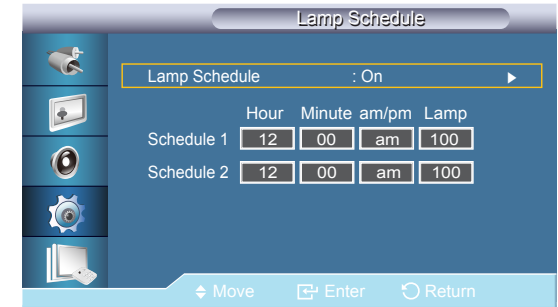 Lamp Schedule
Lamp Schedule : On
Hour Minute am/pm Lamp
Schedule 1 12 00 am 100
Schedule 2 12 00 am 100
Move Enter Return